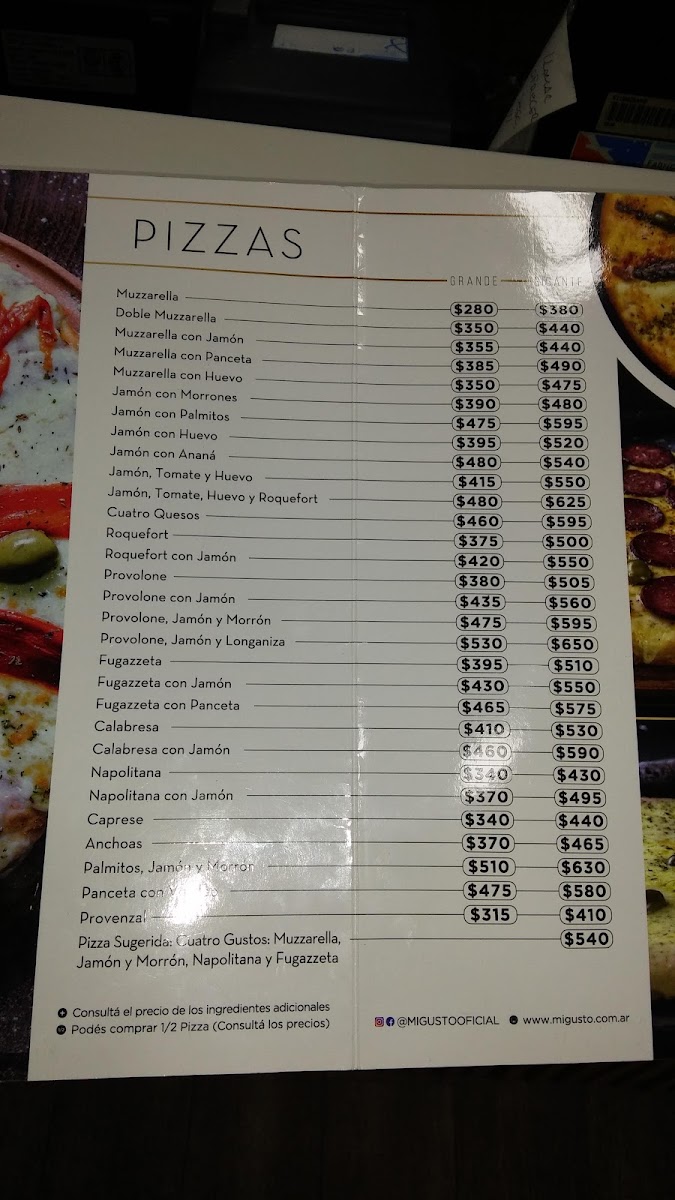 PIZZAS
GRANDE GIGANTE
Muzzarella $280 $380
Doble Muzzarella $350 $440
Muzzarella con Jamón $355 $440
Muzzarella con Panceta $385 $490
Muzzarella con Huevo $350 $475
Jamón con Morrones $390 $480
Jamón con Palmitos $475 $595
Jamón con Huevo $395 $520
Jamón con Ananá $480 $540
Jamón, Tomate y Huevo $415 $550
Jamón, Tomate, Huevo y Roquefort $480 $625
Cuatro Quesos $460 $595
Roquefort $375 $500
Roquefort con Jamón $420 $550
Provolone $380 $505
Provolone con Jamón $435 $560
Provolone, Jamón y Morrón $475 $595
Provolone, Jamón y Longaniza $530 $650
Fugazzeta $395 $510
Fugazzeta con Jamón $430 $550
Fugazzeta con Panceta $465 $575
Calabresa $410 $530
Calabresa con Jamón $460 $590
Napolitana $340 $430
Napolitana con Jamón $370 $495
Caprese $340 $440
Anchoas $370 $465
Palmitos, Jamón y Morron $510 $630
Panceta con $475 $580
Provenzal $315 $410
Pizza Sugerida: Cuatro Gustos: Muzzarella, $540
Jamón y Morrón, Napolitana y Fugazzeta
Consultá el precio de los ingredientes adicionales
1/2 Podés comprar 1/2 Pizza (Consultá los precios)
@MIGUSTOOFICIAL www.migusto.com.ar